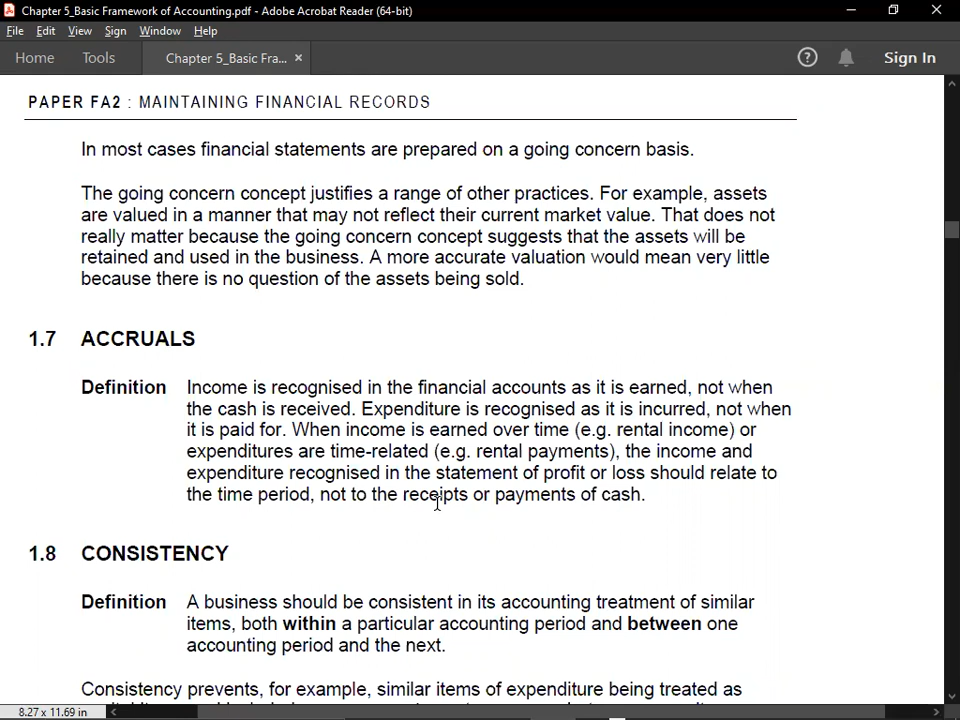 Chapter 5_Basic Framework of Accounting.pdf - Adobe Acrobat Reader (64-bit)
File Edit View Sign Window Help
Home Tools Chapter 5_Basic Fra... × ? Sign In
PAPER FA2 : MAINTAINING FINANCIAL RECORDS
In most cases financial statements are prepared on a going concern basis.
The going concern concept justifies a range of other practices. For example, assets
are valued in a manner that may not reflect their current market value. That does not
really matter because the going concern concept suggests that the assets will be
retained and used in the business. A more accurate valuation would mean very little
because there is no question of the assets being sold.
1.7 ACCRUALS
Definition Income is recognised in the financial accounts as it is earned, not when
the cash is received. Expenditure is recognised as it is incurred, not when
it is paid for. When income is earned over time (e.g. rental income) or
expenditures are time-related (e.g. rental payments), the income and
expenditure recognised in the statement of profit or loss should relate to
the time period, not to the receipts or payments of cash.
1.8 CONSISTENCY
Definition A business should be consistent in its accounting treatment of similar
items, both within a particular accounting period and between one
accounting period and the next.
Consistency prevents, for example, similar items of expenditure being treated as
8.27 x 11.69 in